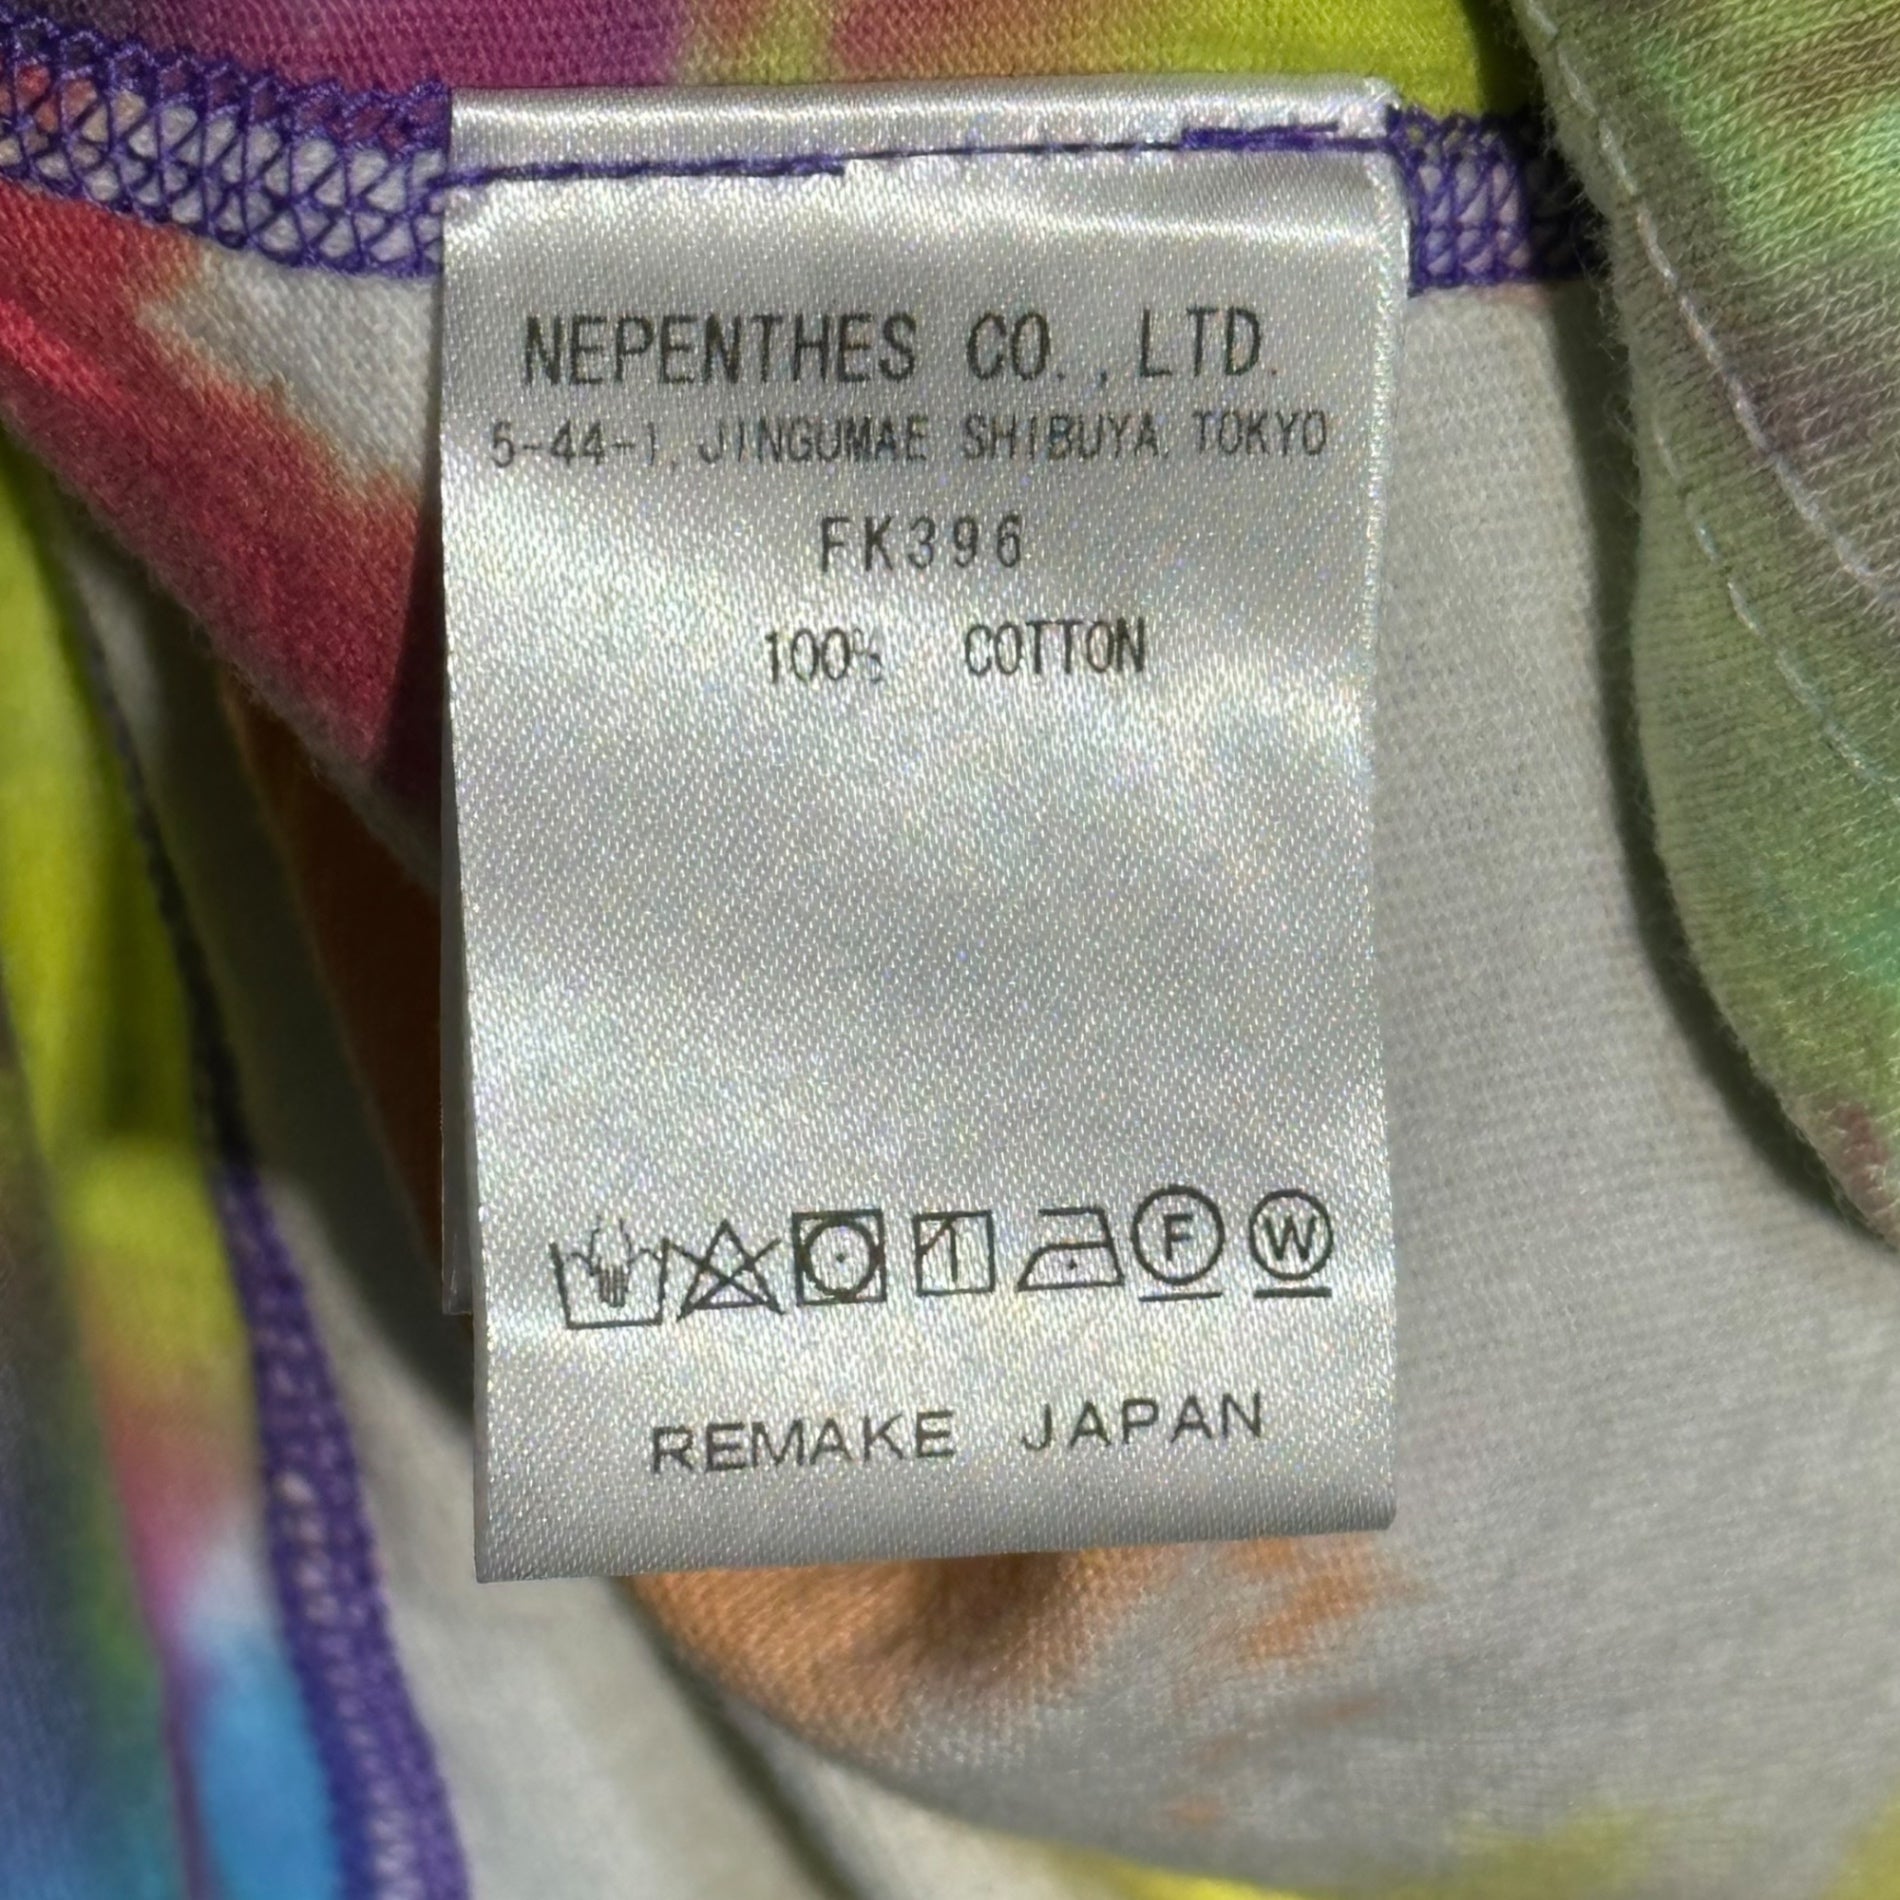 NEPENTHES CO.,LTD.
5-44-1, JINGUMAE SHIBUYA TOKYO
FK396
100% COTTON
F W
REMAKE JAPAN